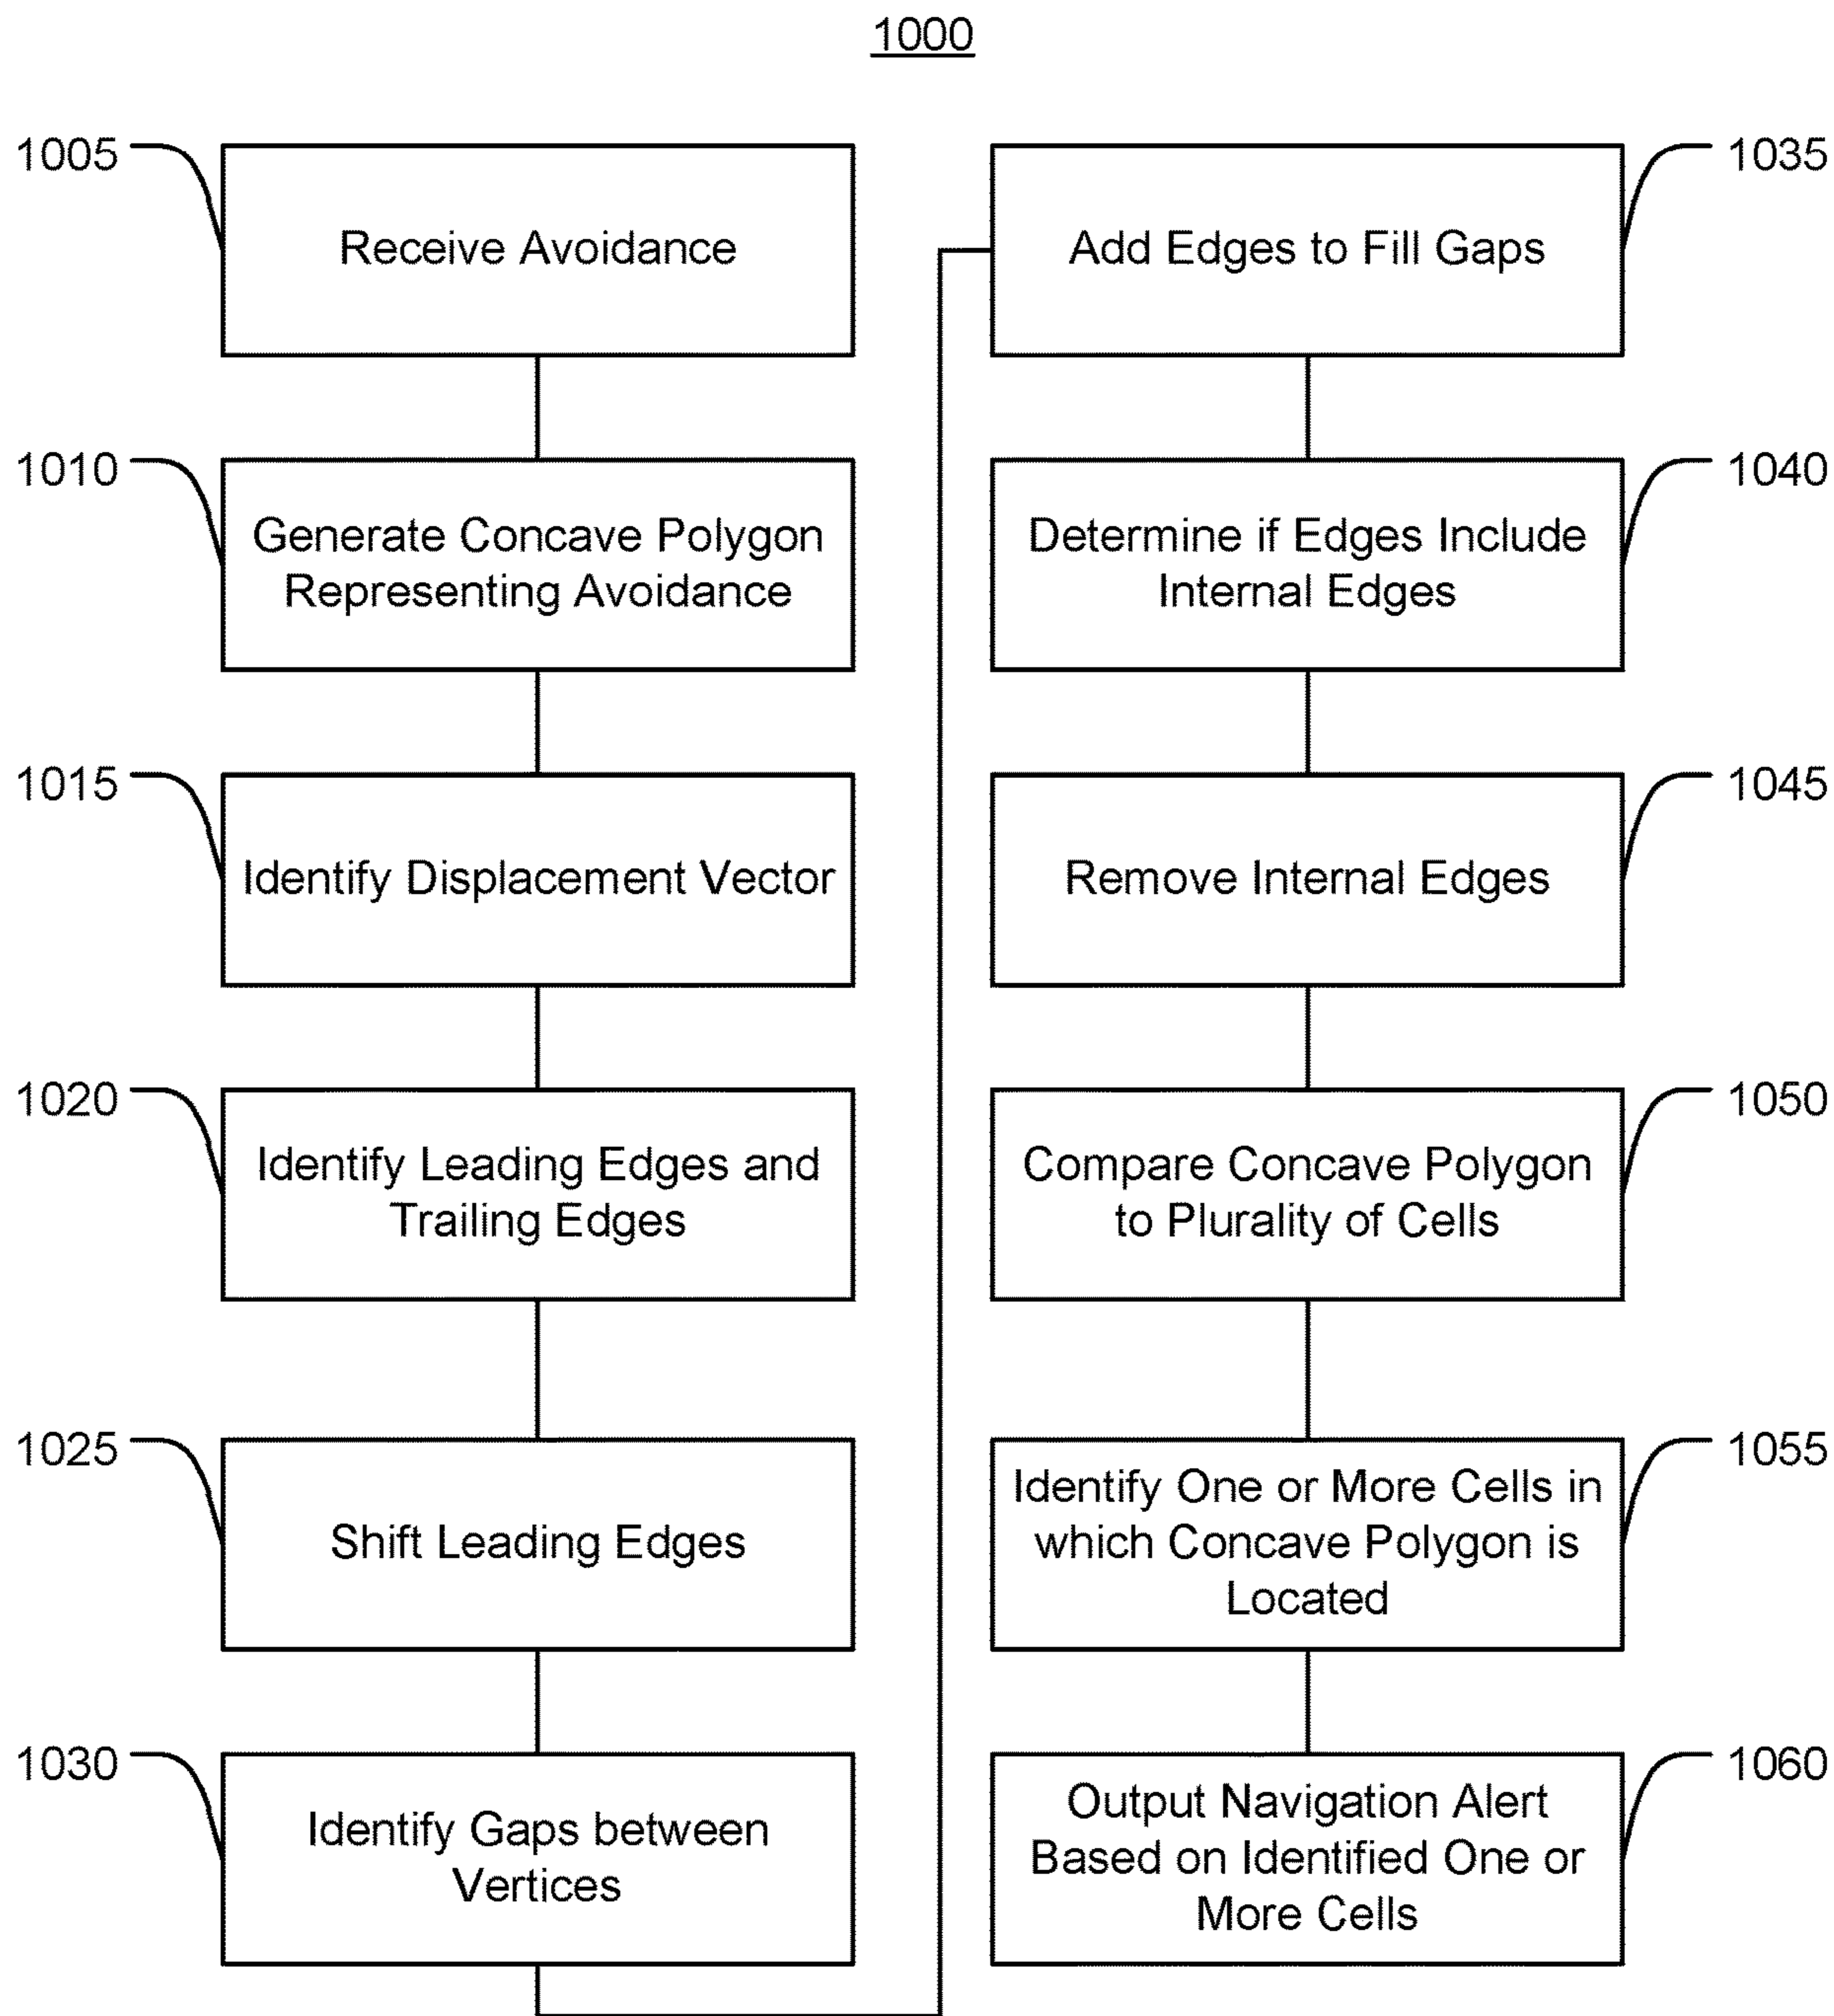 1000
1005
Receive Avoidance
1010
Generate Concave Polygon
Representing Avoidance
1015
Identify Displacement Vector
1020
Identify Leading Edges and
Trailing Edges
1025
Shift Leading Edges
1030
Identify Gaps between
Vertices
1035
Add Edges to Fill Gaps
1040
Determine if Edges Include
Internal Edges
1045
Remove Internal Edges
1050
Compare Concave Polygon
to Plurality of Cells
1055
Identify One or More Cells in
which Concave Polygon is
Located
1060
Output Navigation Alert
Based on Identified One or
More Cells